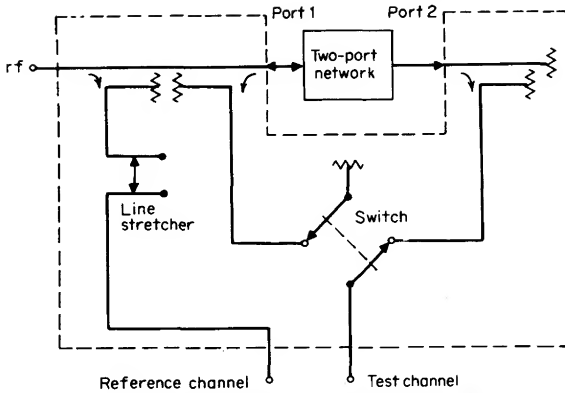 Port 1
Port 2
rf
Two-port
network
Line
stretcher
Switch
Reference channel
Test channel